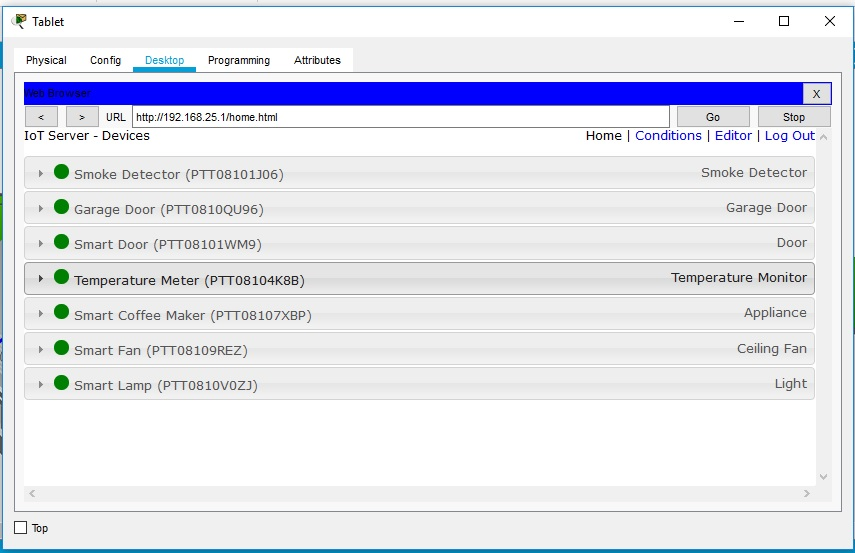 Tablet
Physical Config Desktop Programming Attributes
Web Browser X
< > URL http://192.168.25.1/home.html Go Stop
IoT Server - Devices Home | Conditions | Editor | Log Out
Smoke Detector (PTT08101J06) Smoke Detector
Garage Door (PTT0810QU96) Garage Door
Smart Door (PTT08101WM9) Door
Temperature Meter (PTT08104K8B) Temperature Monitor
Smart Coffee Maker (PTT08107XBP) Appliance
Smart Fan (PTT08109REZ) Ceiling Fan
Smart Lamp (PTT0810V0ZJ) Light
Top